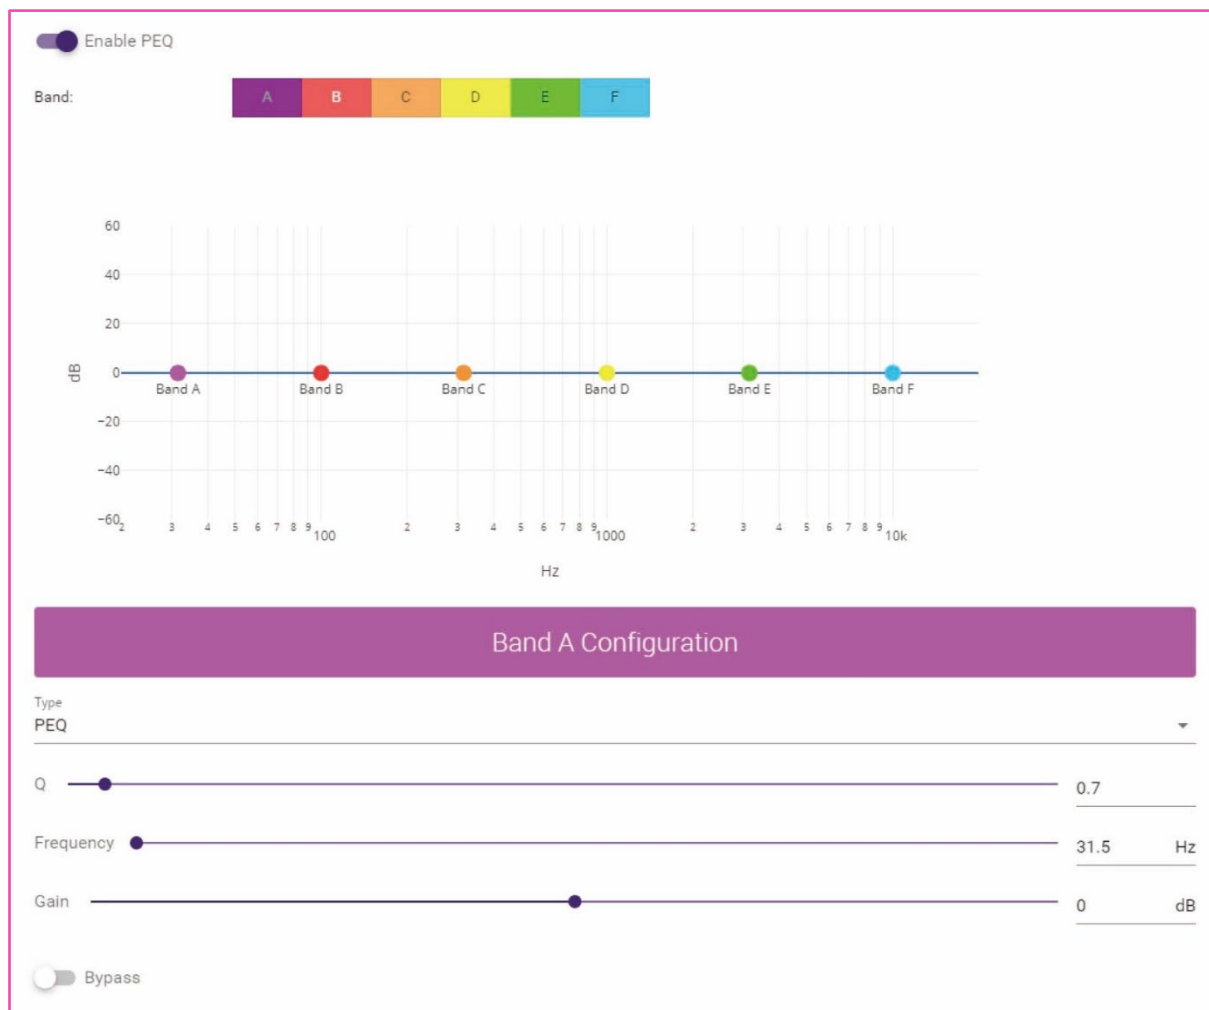 Enable PEQ
Band: A B C D E F
60
40
20
dB 0
Band A Band B Band C Band D Band E Band F
−20
−40
−60
2 3 4 5 6 7 8 9 100 2 3 4 5 6 7 8 9 1000 2 3 4 5 6 7 8 9 10k
Hz
Band A Configuration
Type
PEQ
Q 0.7
Frequency 31.5 Hz
Gain 0 dB
Bypass